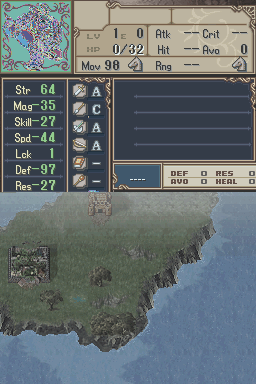 LV 1 E 0 Atk -- Crit --
HP 0/32 Hit -- Avo 0
Mov 98 Rng --
Str 64 A
Mag-35 C
Skill-27 A
Spd-44 A
Lck 1 -
Def-97 -
Res-27
---- DEF 0 RES 0
AVO 0 HEAL 0